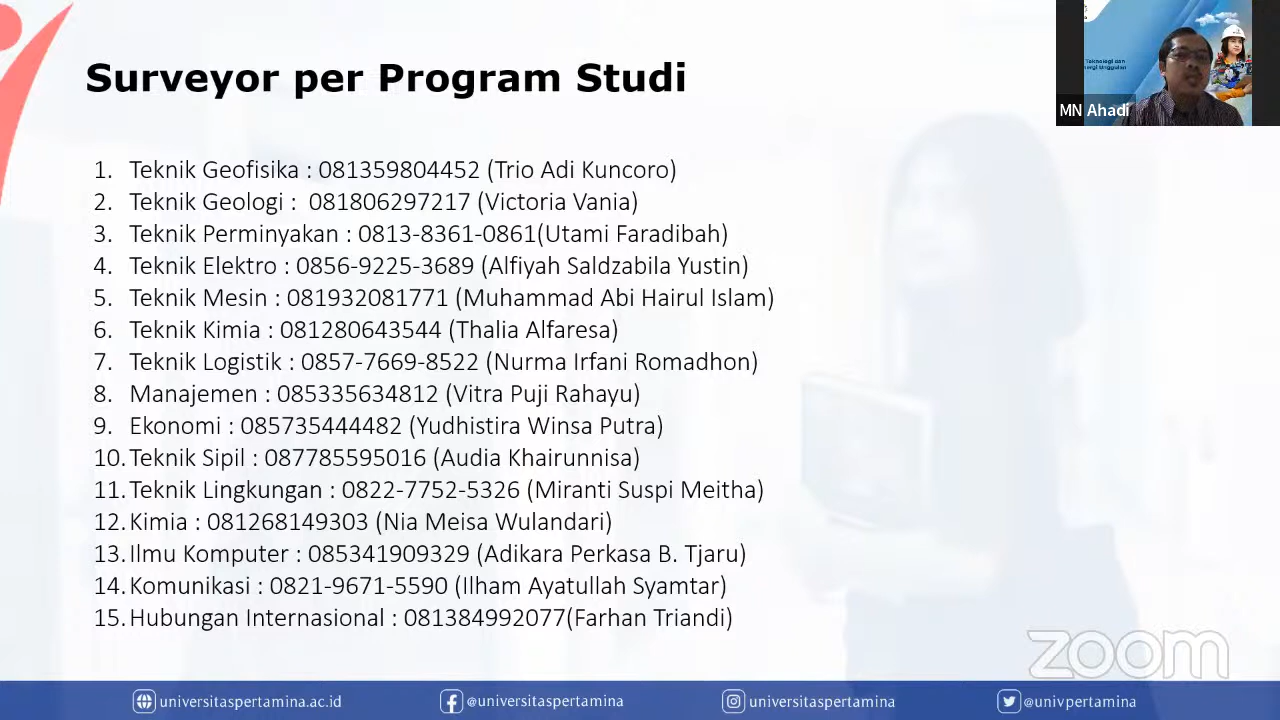 Surveyor per Program Studi
Teknologi dan
MN Ahadi
1. Teknik Geofisika : 081359804452 (Trio Adi Kuncoro)
2. Teknik Geologi : 081806297217 (Victoria Vania)
3. Teknik Perminyakan : 0813-8361-0861(Utami Faradibah)
4. Teknik Elektro : 0856-9225-3689 (Alfiyah Saldzabila Yustin)
5. Teknik Mesin : 081932081771 (Muhammad Abi Hairul Islam)
6. Teknik Kimia : 081280643544 (Thalia Alfaresa)
7. Teknik Logistik : 0857-7669-8522 (Nurma Irfani Romadhon)
8. Manajemen : 085335634812 (Vitra Puji Rahayu)
9. Ekonomi : 085735444482 (Yudhistira Winsa Putra)
10. Teknik Sipil : 087785595016 (Audia Khairunnisa)
11. Teknik Lingkungan : 0822-7752-5326 (Miranti Suspi Meitha)
12. Kimia : 081268149303 (Nia Meisa Wulandari)
13. Ilmu Komputer : 085341909329 (Adikara Perkasa B. Tjaru)
14. Komunikasi : 0821-9671-5590 (Ilham Ayatullah Syamtar)
15. Hubungan Internasional : 081384992077(Farhan Triandi)
zoom
universitaspertamina.ac.id @universitaspertamina universitaspertamina @univpertamina